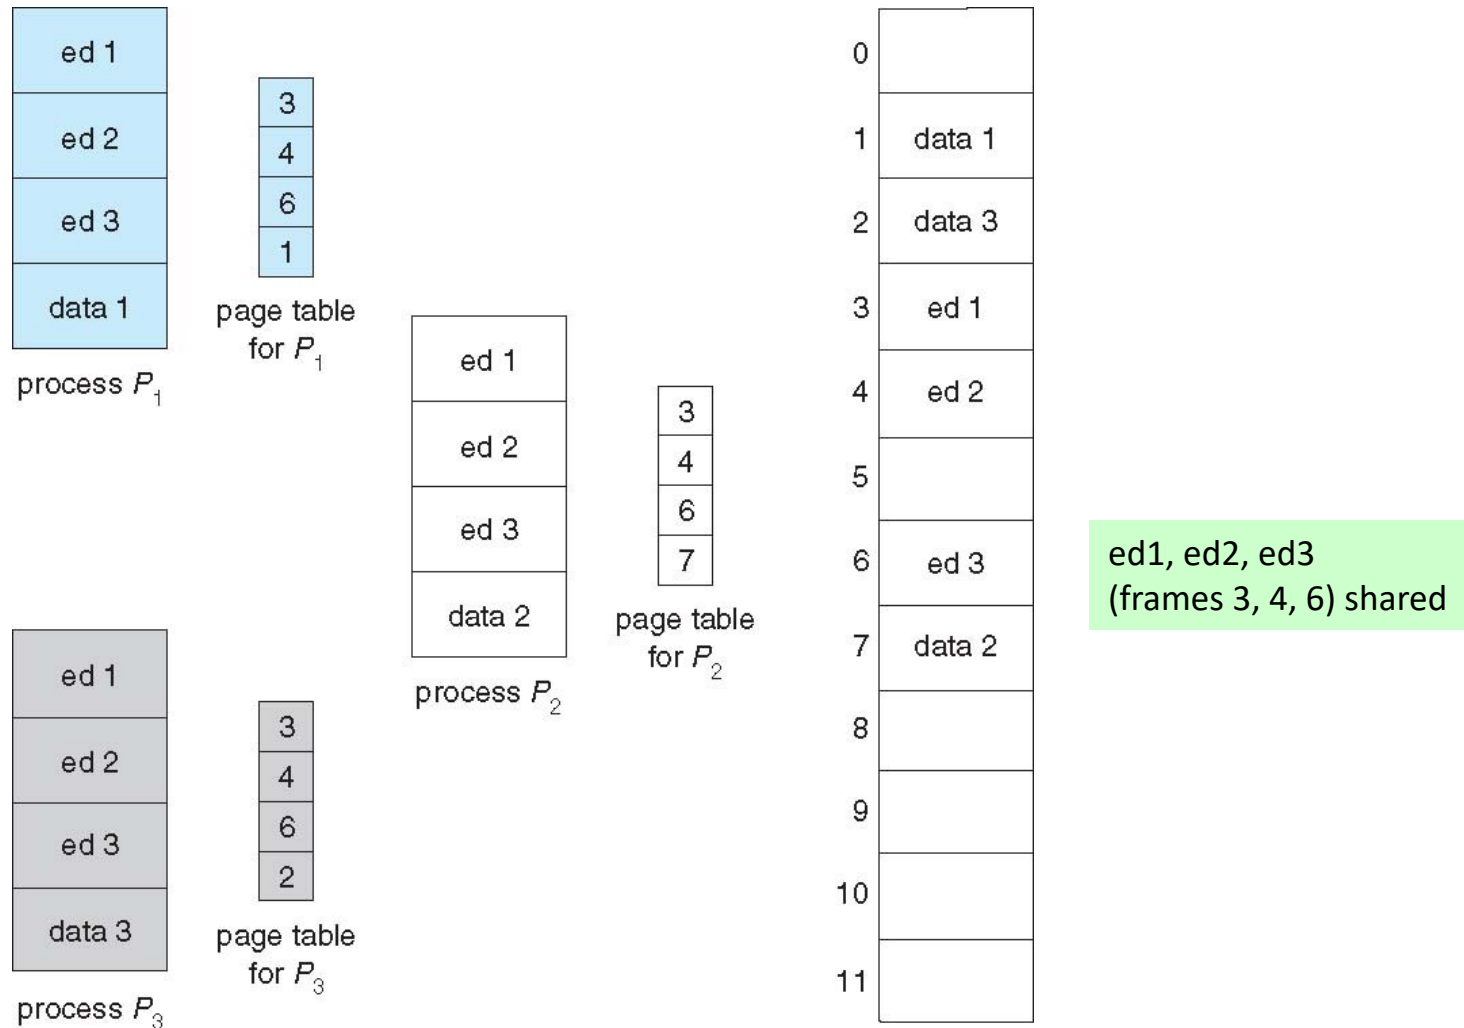 ed 1
ed 2
ed 3
data 1
process P1
3
4
6
1
page table
for P1
ed 1
ed 2
ed 3
data 2
process P2
3
4
6
7
page table
for P2
ed 1
ed 2
ed 3
data 3
process P3
3
4
6
2
page table
for P3
0
1 data 1
2 data 3
3 ed 1
4 ed 2
5
6 ed 3
7 data 2
8
9
10
11
ed1, ed2, ed3
(frames 3, 4, 6) shared